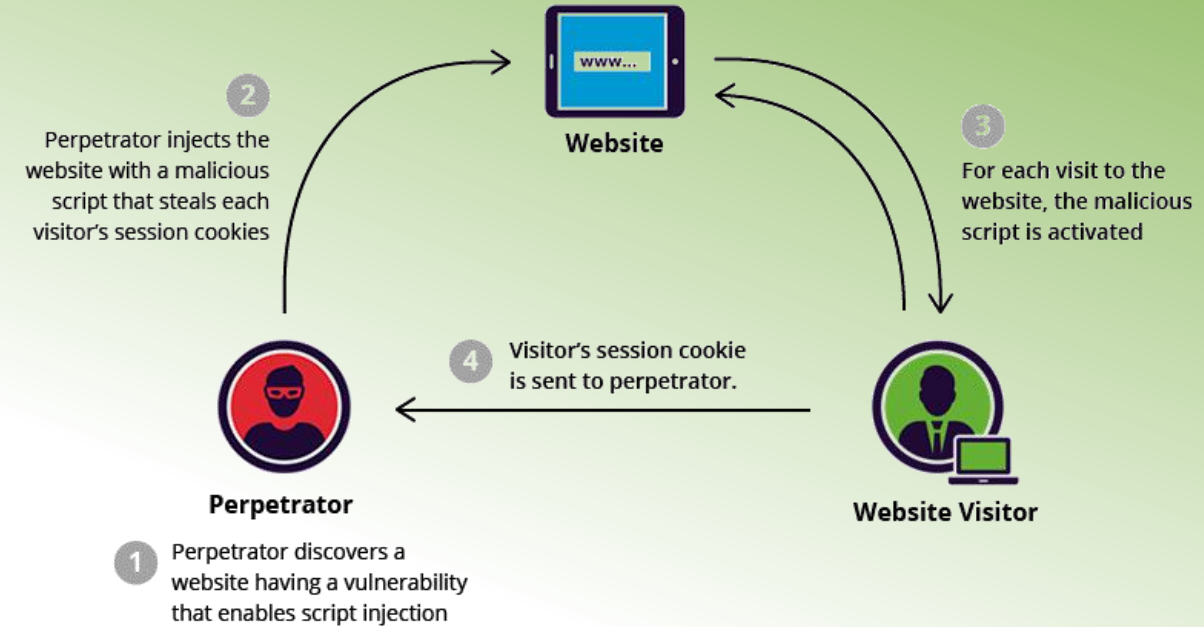 www...
Website
2
Perpetrator injects the
website with a malicious
script that steals each
visitor's session cookies
3
For each visit to the
website, the malicious
script is activated
4
Visitor's session cookie
is sent to perpetrator.
Perpetrator
Website Visitor
1
Perpetrator discovers a
website having a vulnerability
that enables script injection